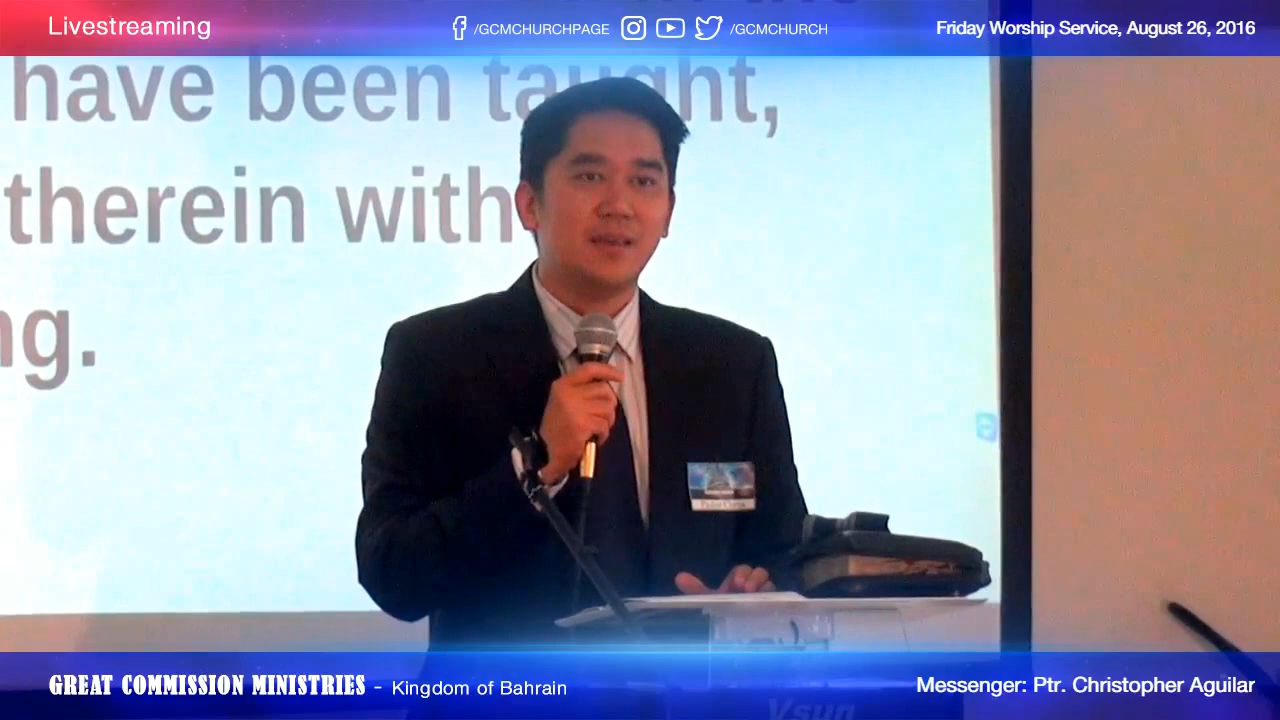 Livestreaming
/GCMCHURCHPAGE
/GCMCHURCH
Friday Worship Service, August 26, 2016
have been taught,
therein with
ng.
GREAT COMMISSION MINISTRIES - Kingdom of Bahrain
Messenger: Ptr. Christopher Aguilar
Vsun